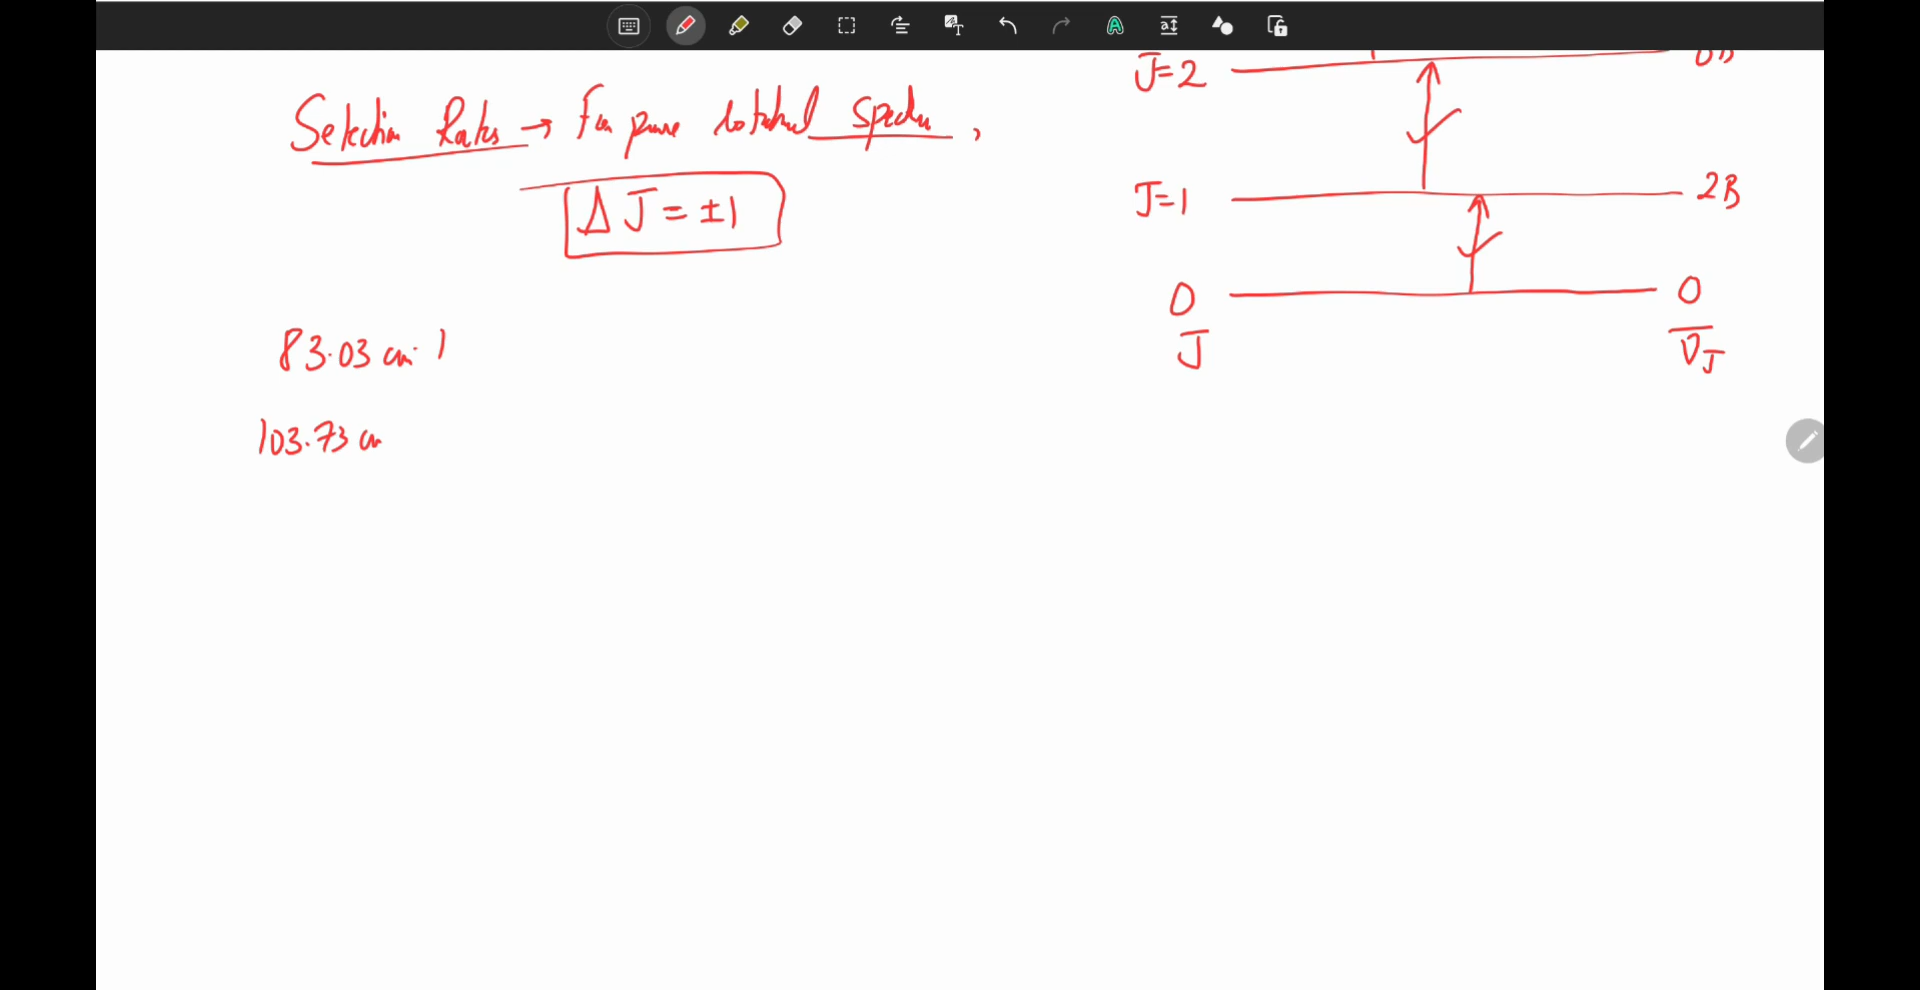 Selection Rules → For pure rotational Spectra,
ΔJ = ±1
83.03 cm-1
103.73 cm
J=2
J=1 2B
0 0
J ν̅J